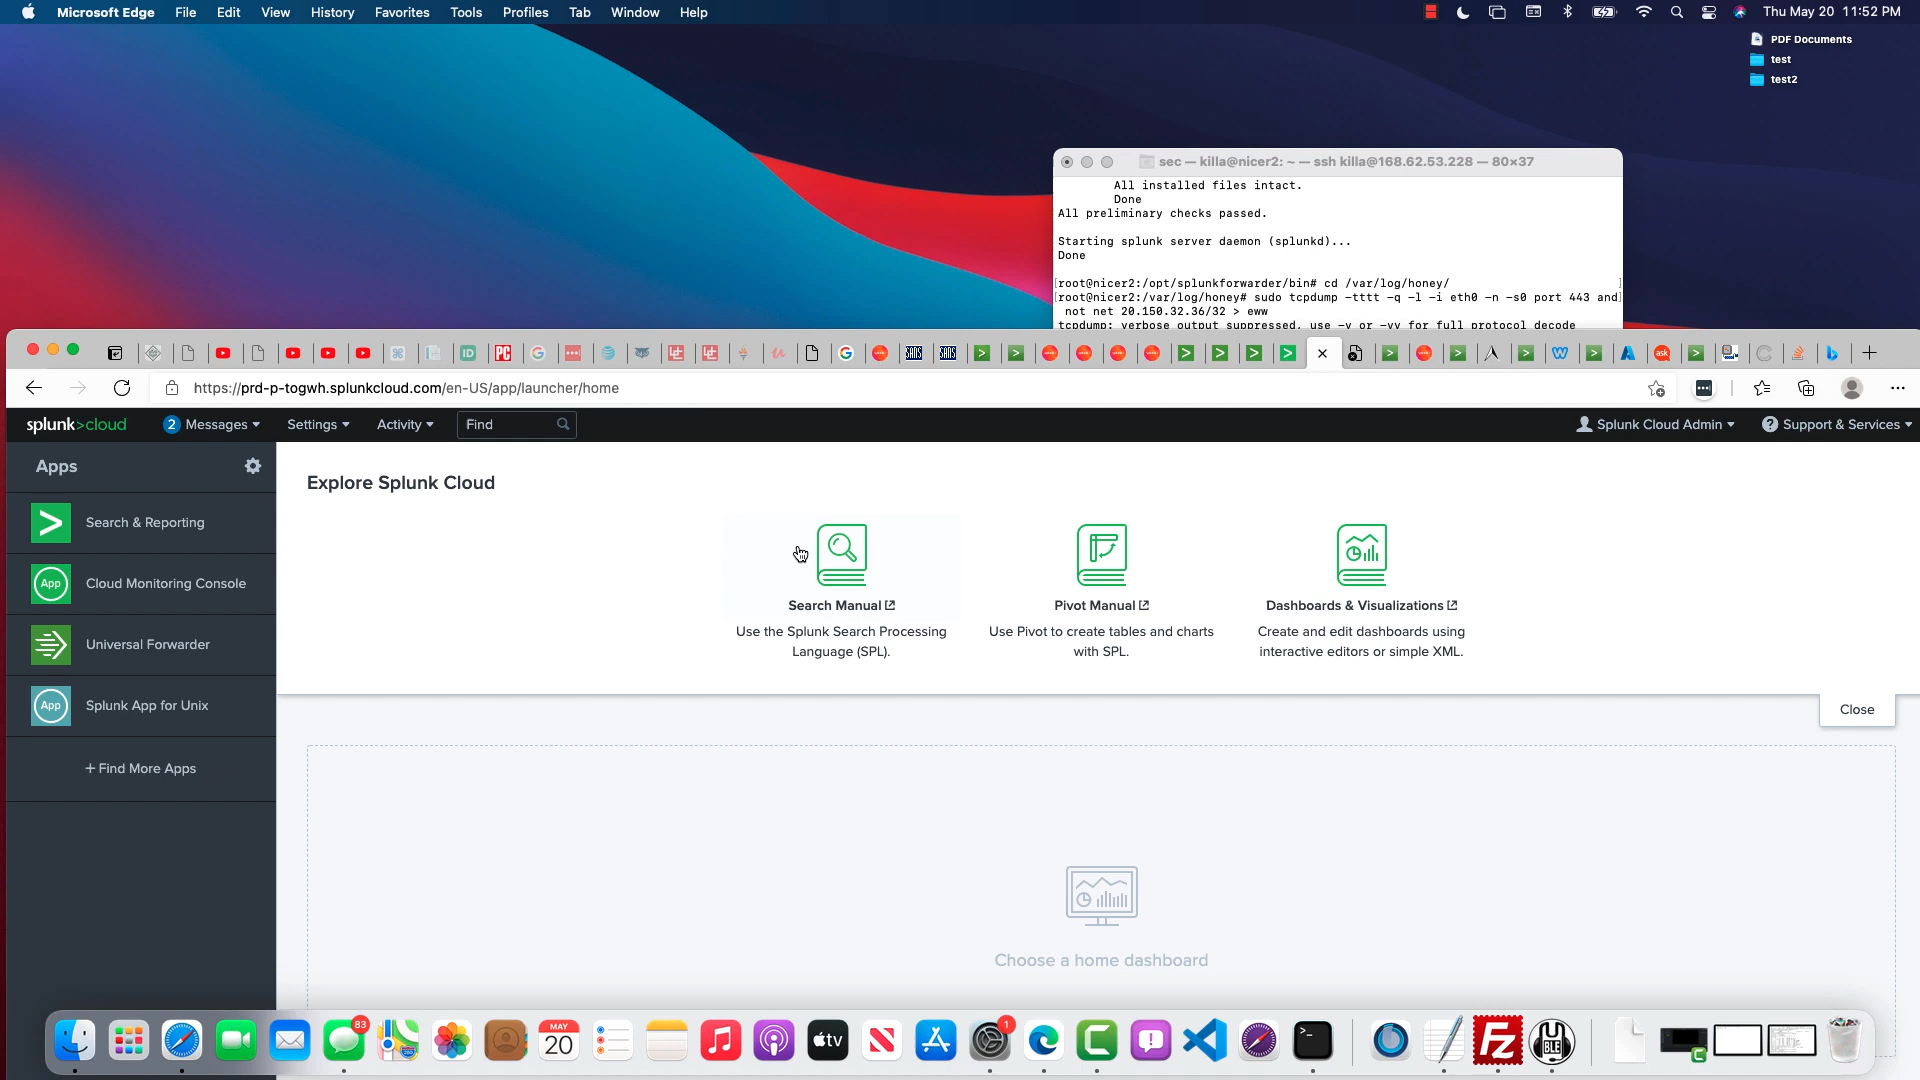 Microsoft Edge File Edit View History Favorites Tools Profiles Tab Window Help
Thu May 20 11:52 PM
PDF Documents
test
test2
sec — killa@nicer2: ~ — ssh killa@168.62.53.228 — 80×37
All installed files intact.
Done
All preliminary checks passed.
Starting splunk server daemon (splunkd)...
Done
[root@nicer2:/opt/splunkforwarder/bin# cd /var/log/honey/ ]
[root@nicer2:/var/log/honey# sudo tcpdump -tttt -q -l -i eth0 -n -s0 port 443 and]
not net 20.150.32.36/32 > eww
tcpdump: verbose output suppressed, use -v or -vv for full protocol decode
https://prd-p-togwh.splunkcloud.com/en-US/app/launcher/home
splunk>cloud 2 Messages Settings Activity Find Splunk Cloud Admin ? Support & Services
Apps
Explore Splunk Cloud
Search & Reporting
App Cloud Monitoring Console
Universal Forwarder
App Splunk App for Unix
+ Find More Apps
Search Manual
Use the Splunk Search Processing
Language (SPL).
Pivot Manual
Use Pivot to create tables and charts
with SPL.
Dashboards & Visualizations
Create and edit dashboards using
interactive editors or simple XML.
Close
Choose a home dashboard
83
MAY
20
tv
1